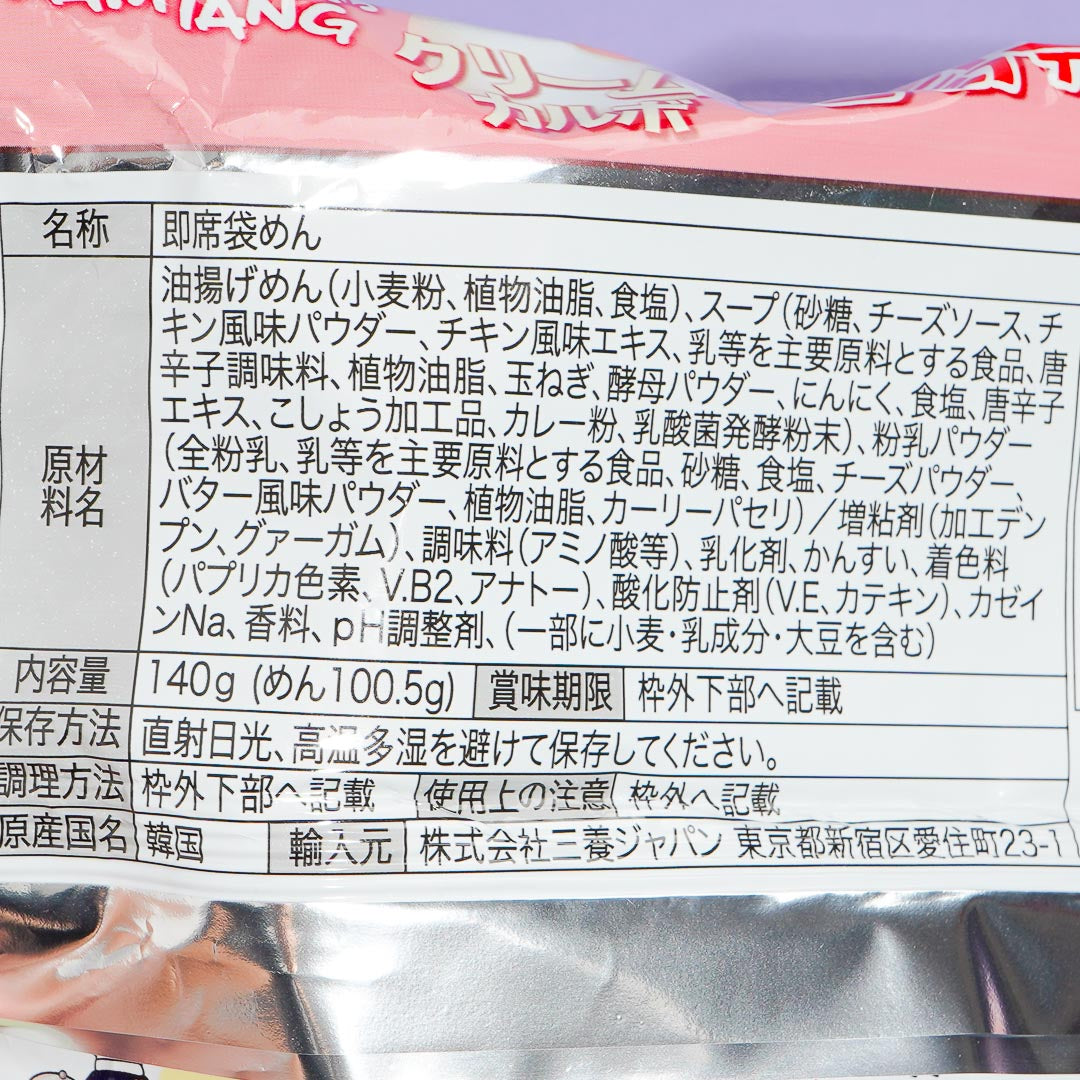 クリーム
カルボ
名称 即席袋めん
原材料名
油揚げめん(小麦粉、植物油脂、食塩)、スープ(砂糖、チーズソース、チ
キン風味パウダー、チキン風味エキス、乳等を主要原料とする食品、唐
辛子調味料、植物油脂、玉ねぎ、酵母パウダー、にんにく、食塩、唐辛子
エキス、こしょう加工品、カレー粉、乳酸菌発酵粉末)、粉乳パウダー
(全粉乳、乳等を主要原料とする食品、砂糖、食塩、チーズパウダー、
バター風味パウダー、植物油脂、カーリーパセリ)/増粘剤(加工デン
プン、グァーガム)、調味料(アミノ酸等)、乳化剤、かんすい、着色料
(パプリカ色素、V.B2、アナトー)、酸化防止剤(V.E、カテキン)、カゼイ
ンNa、香料、pH調整剤、(一部に小麦・乳成分・大豆を含む)
内容量 140g (めん100.5g) 賞味期限 枠外下部へ記載
保存方法 直射日光、高温多湿を避けて保存してください。
調理方法 枠外下部へ記載 使用上の注意 枠外へ記載
原産国名 韓国 輸入元 株式会社三養ジャパン 東京都新宿区愛住町23-1